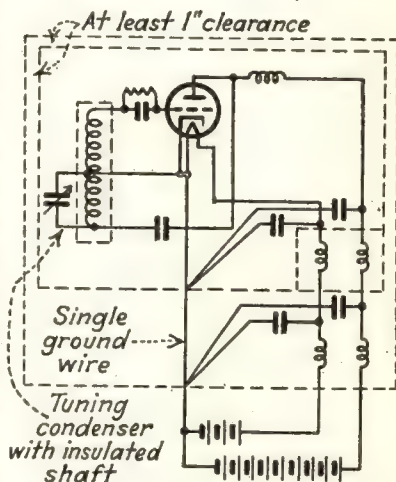 At least 1" clearance
Single
ground
wire
Tuning
condenser
with insulated
shaft